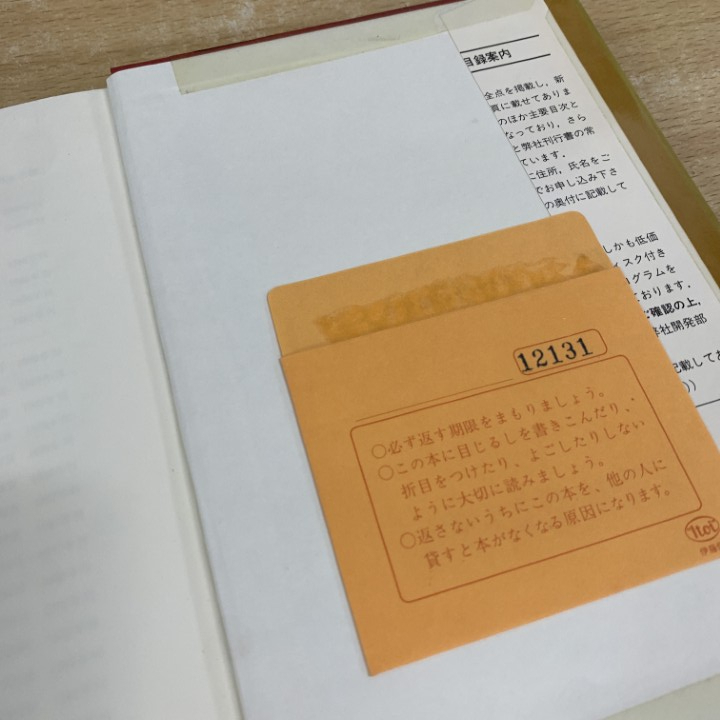 目録案内
全点を掲載し,新
頁に載せてありま
のほか主要目次と
なっており,さら
と弊社刊行書の常
ています.
に住所,氏名をご
でお申し込み下さ
の奥付に記載して
しかも低価
ィスク付き
ログラムを
ております.
ご確認の上,
弊社開発部
記載してお
))
12131
○必ず返す期限をまもりましょう。
○この本に目じるしを書きこんだり、
折目をつけたり、よごしたりしない
ように大切に読みましょう。
○返さないうちにこの本を、他の人に
貸すと本がなくなる原因になります。
Itoi
伊藤